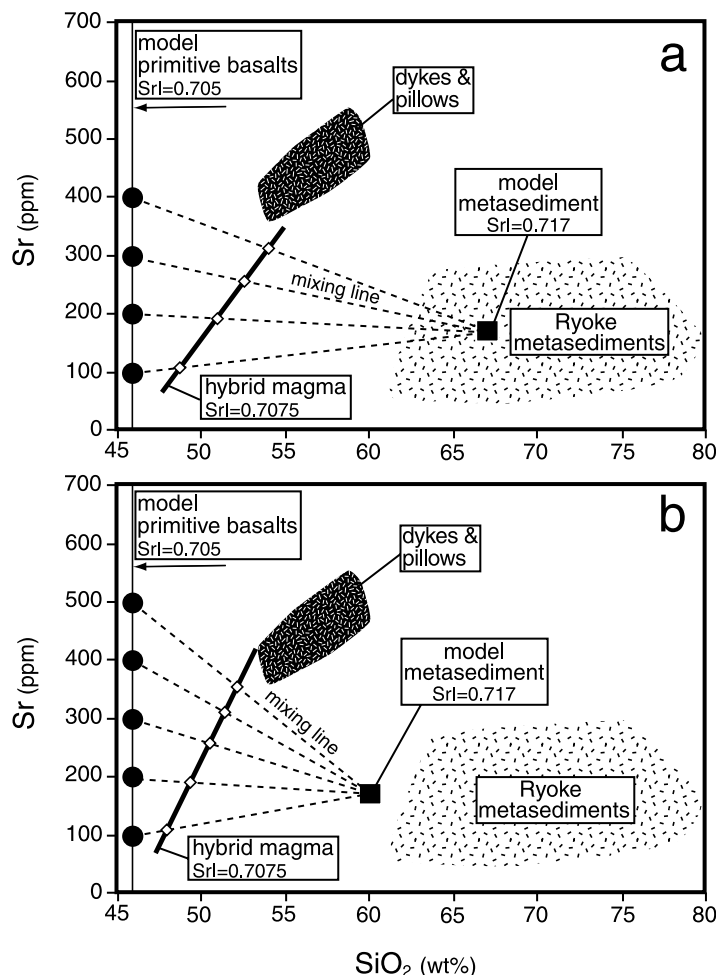 700
600
500
400
300
200
100
0
Sr (ppm)
model
primitive basalts
SrI=0.705
dykes &
pillows
a
model
metasediment
SrI=0.717
mixing line
Ryoke
metasediments
hybrid magma
SrI=0.7075
45 50 55 60 65 70 75 80
700
600
500
400
300
200
100
0
Sr (ppm)
model
primitive basalts
SrI=0.705
dykes &
pillows
b
model
metasediment
SrI=0.717
mixing line
Ryoke
metasediments
hybrid magma
SrI=0.7075
45 50 55 60 65 70 75 80
SiO2 (wt%)